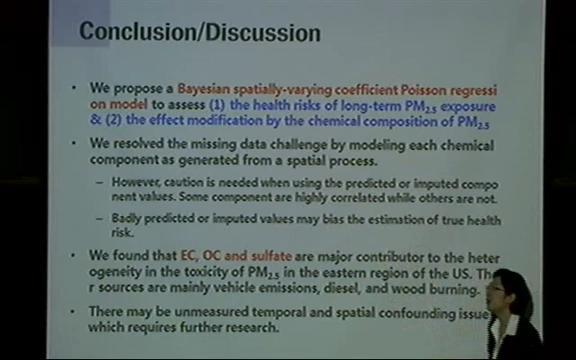 Conclusion/Discussion
• We propose a Bayesian spatially-varying coefficient Poisson regressi
on model to assess (1) the health risks of long-term PM2.5 exposure
& (2) the effect modification by the chemical composition of PM2.5
• We resolved the missing data challenge by modeling each chemical
component as generated from a spatial process.
– However, caution is needed when using the predicted or imputed compo
nent values. Some component are highly correlated while others are not.
– Badly predicted or imputed values may bias the estimation of true health
risk.
• We found that EC, OC and sulfate are major contributor to the heter
ogeneity in the toxicity of PM2.5 in the eastern region of the US. The
r sources are mainly vehicle emissions, diesel, and wood burning.
• There may be unmeasured temporal and spatial confounding issue
which requires further research.